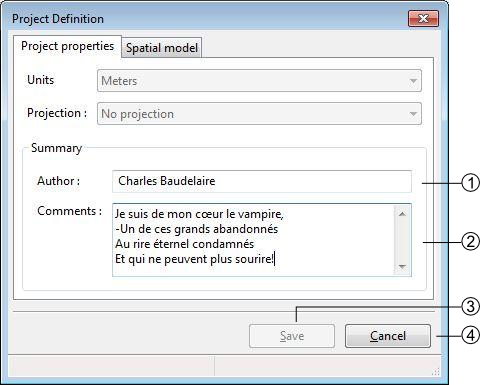 Project Definition
Project properties
Spatial model
Units
Meters
Projection :
No projection
Summary
Author :
Charles Baudelaire
①
Comments :
Je suis de mon cœur le vampire,
-Un de ces grands abandonnés
Au rire éternel condamnés
Et qui ne peuvent plus sourire!
②
③
Save
Cancel
④